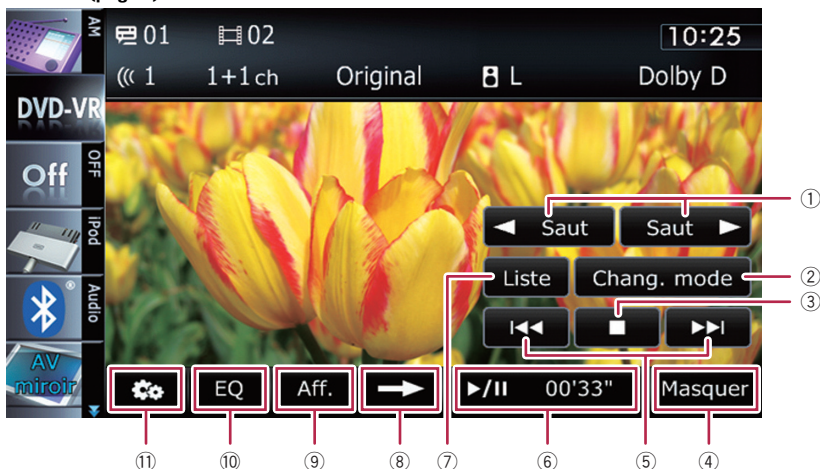 AM
01 02 10:25
1 1+1 ch Original L Dolby D
DVD-VR
Off OFF
iPod
Audio
AV
miroir
◀ Saut Saut ▶ ①
Liste Chang. mode ②
③
EQ Aff. ▶/II 00'33" Masquer
⑪ ⑩ ⑨ ⑧ ⑦ ⑥ ⑤ ④